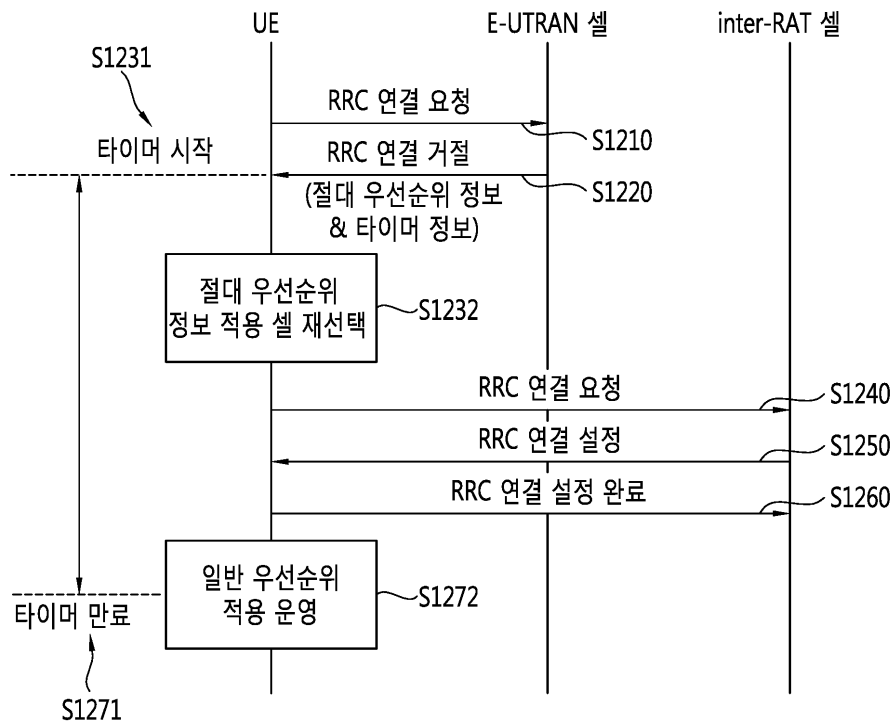 UE
E-UTRAN 셀
inter-RAT 셀
S1231
RRC 연결 요청
S1210
타이머 시작
RRC 연결 거절
S1220
(절대 우선순위 정보
& 타이머 정보)
절대 우선순위
정보 적용 셀 재선택
S1232
RRC 연결 요청
S1240
RRC 연결 설정
S1250
RRC 연결 설정 완료
S1260
일반 우선순위
적용 운영
S1272
타이머 만료
S1271